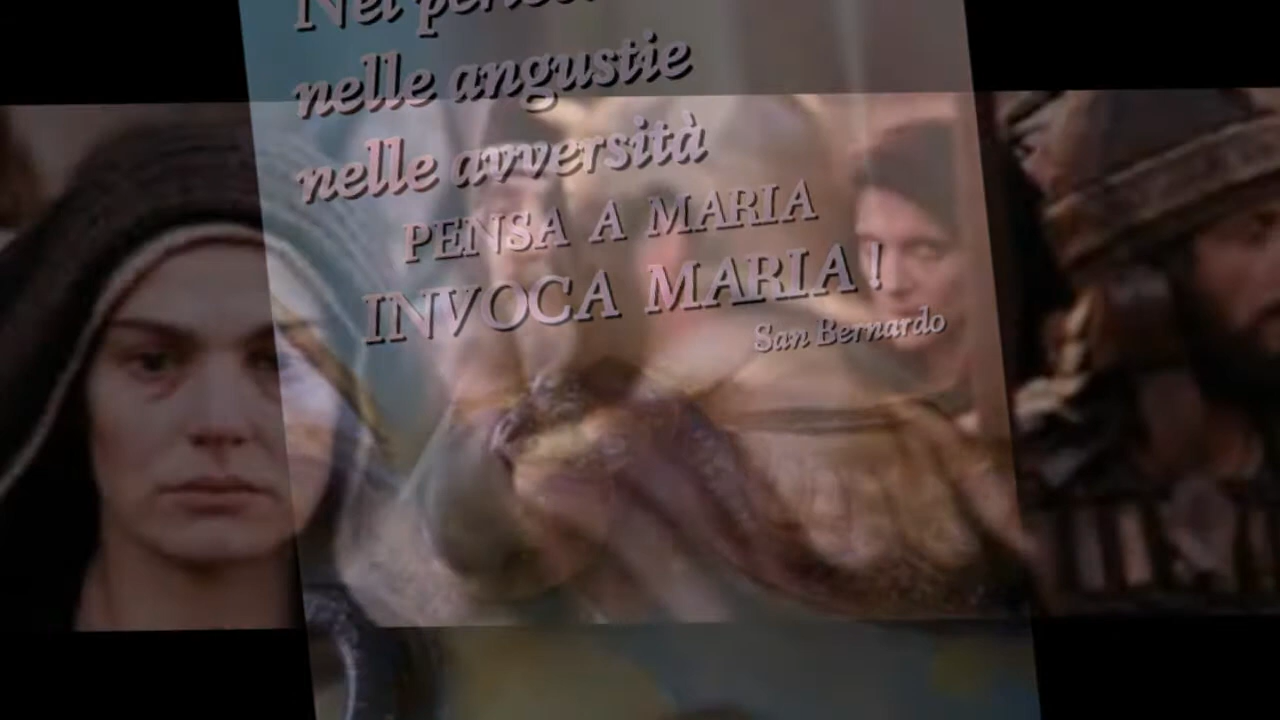 nelle angustie
nelle avversità
PENSA A MARIA
INVOCA MARIA!
San Bernardo